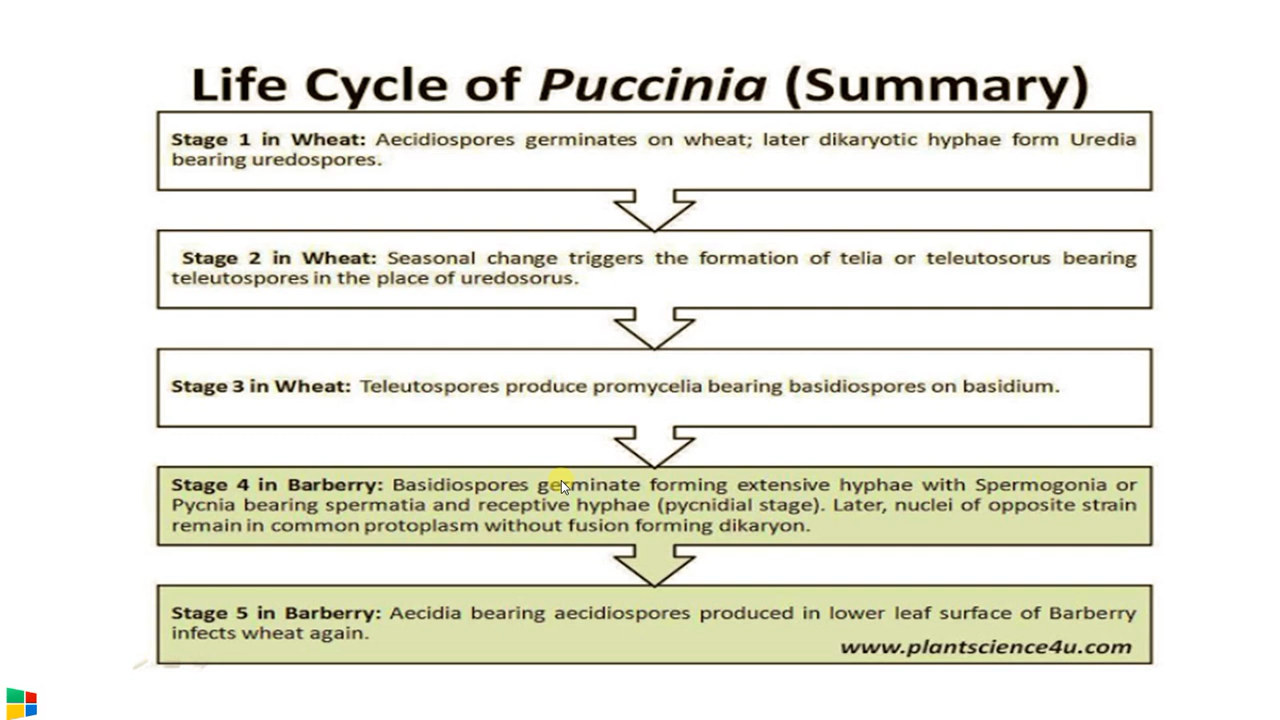 Life Cycle of Puccinia (Summary)
Stage 1 in Wheat: Aecidiospores germinates on wheat; later dikaryotic hyphae form Uredia
bearing uredospores.
Stage 2 in Wheat: Seasonal change triggers the formation of telia or teleutosorus bearing
teleutospores in the place of uredosorus.
Stage 3 in Wheat: Teleutospores produce promycelia bearing basidiospores on basidium.
Stage 4 in Barberry: Basidiospores germinate forming extensive hyphae with Spermogonia or
Pycnia bearing spermatia and receptive hyphae (pycnidial stage). Later, nuclei of opposite strain
remain in common protoplasm without fusion forming dikaryon.
Stage 5 in Barberry: Aecidia bearing aecidiospores produced in lower leaf surface of Barberry
infects wheat again.
www.plantscience4u.com